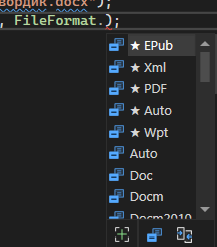 вордик.docx");
, FileFormat.);
★ EPub
★ Xml
★ PDF
★ Auto
★ Wpt
Auto
Doc
Docm
Docm2010